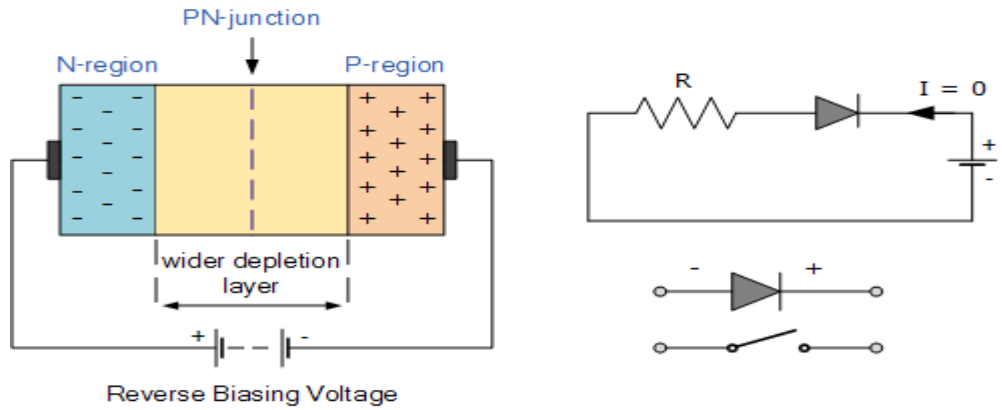 PN-junction
N-region
P-region
- - - - - - - - - - - - - - -
+ + + + + + + + + + + + + +
wider depletion
layer
+ -
Reverse Biasing Voltage
R
I = 0
+
-
- +